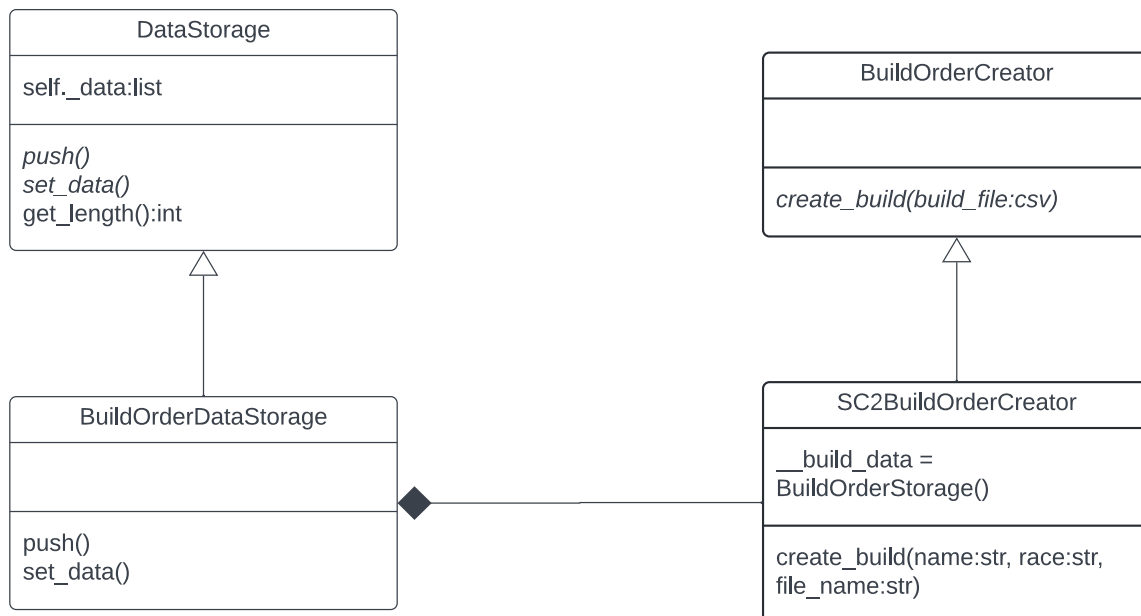 DataStorage
self._data:list
push()
set_data()
get_length():int
BuildOrderCreator
create_build(build_file:csv)
BuildOrderDataStorage
push()
set_data()
SC2BuildOrderCreator
__build_data =
BuildOrderStorage()
create_build(name:str, race:str,
file_name:str)